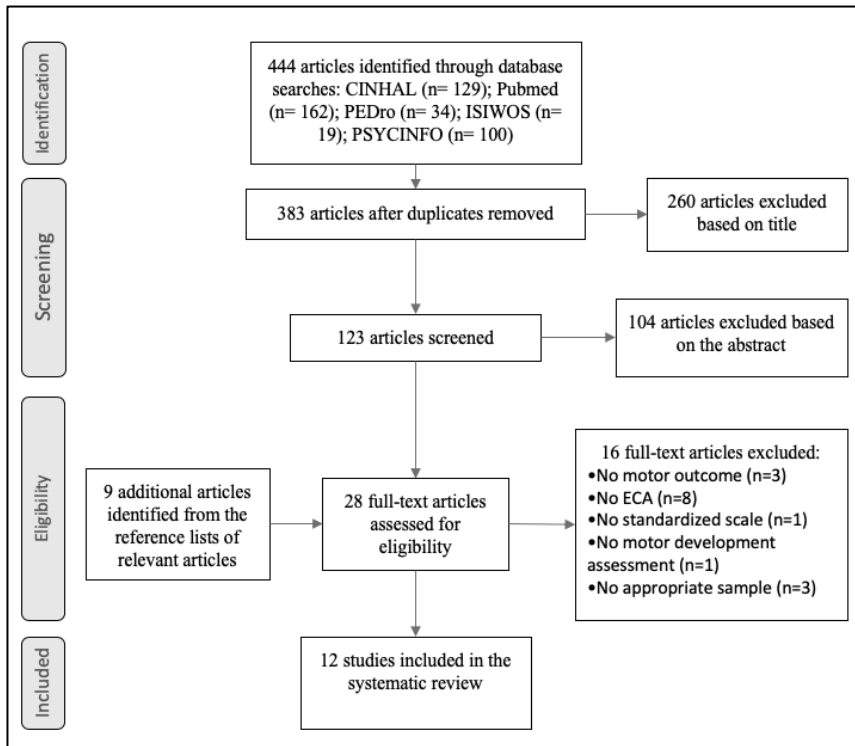 Identification
444 articles identified through database
searches: CINHAL (n= 129); Pubmed
(n= 162); PEDro (n= 34); ISIWOS (n=
19); PSYCINFO (n= 100)
Screening
383 articles after duplicates removed
260 articles excluded
based on title
123 articles screened
104 articles excluded based
on the abstract
Eligibility
9 additional articles
identified from the
reference lists of
relevant articles
28 full-text articles
assessed for
eligibility
16 full-text articles excluded:
•No motor outcome (n=3)
•No ECA (n=8)
•No standardized scale (n=1)
•No motor development
assessment (n=1)
•No appropriate sample (n=3)
Included
12 studies included in the
systematic review